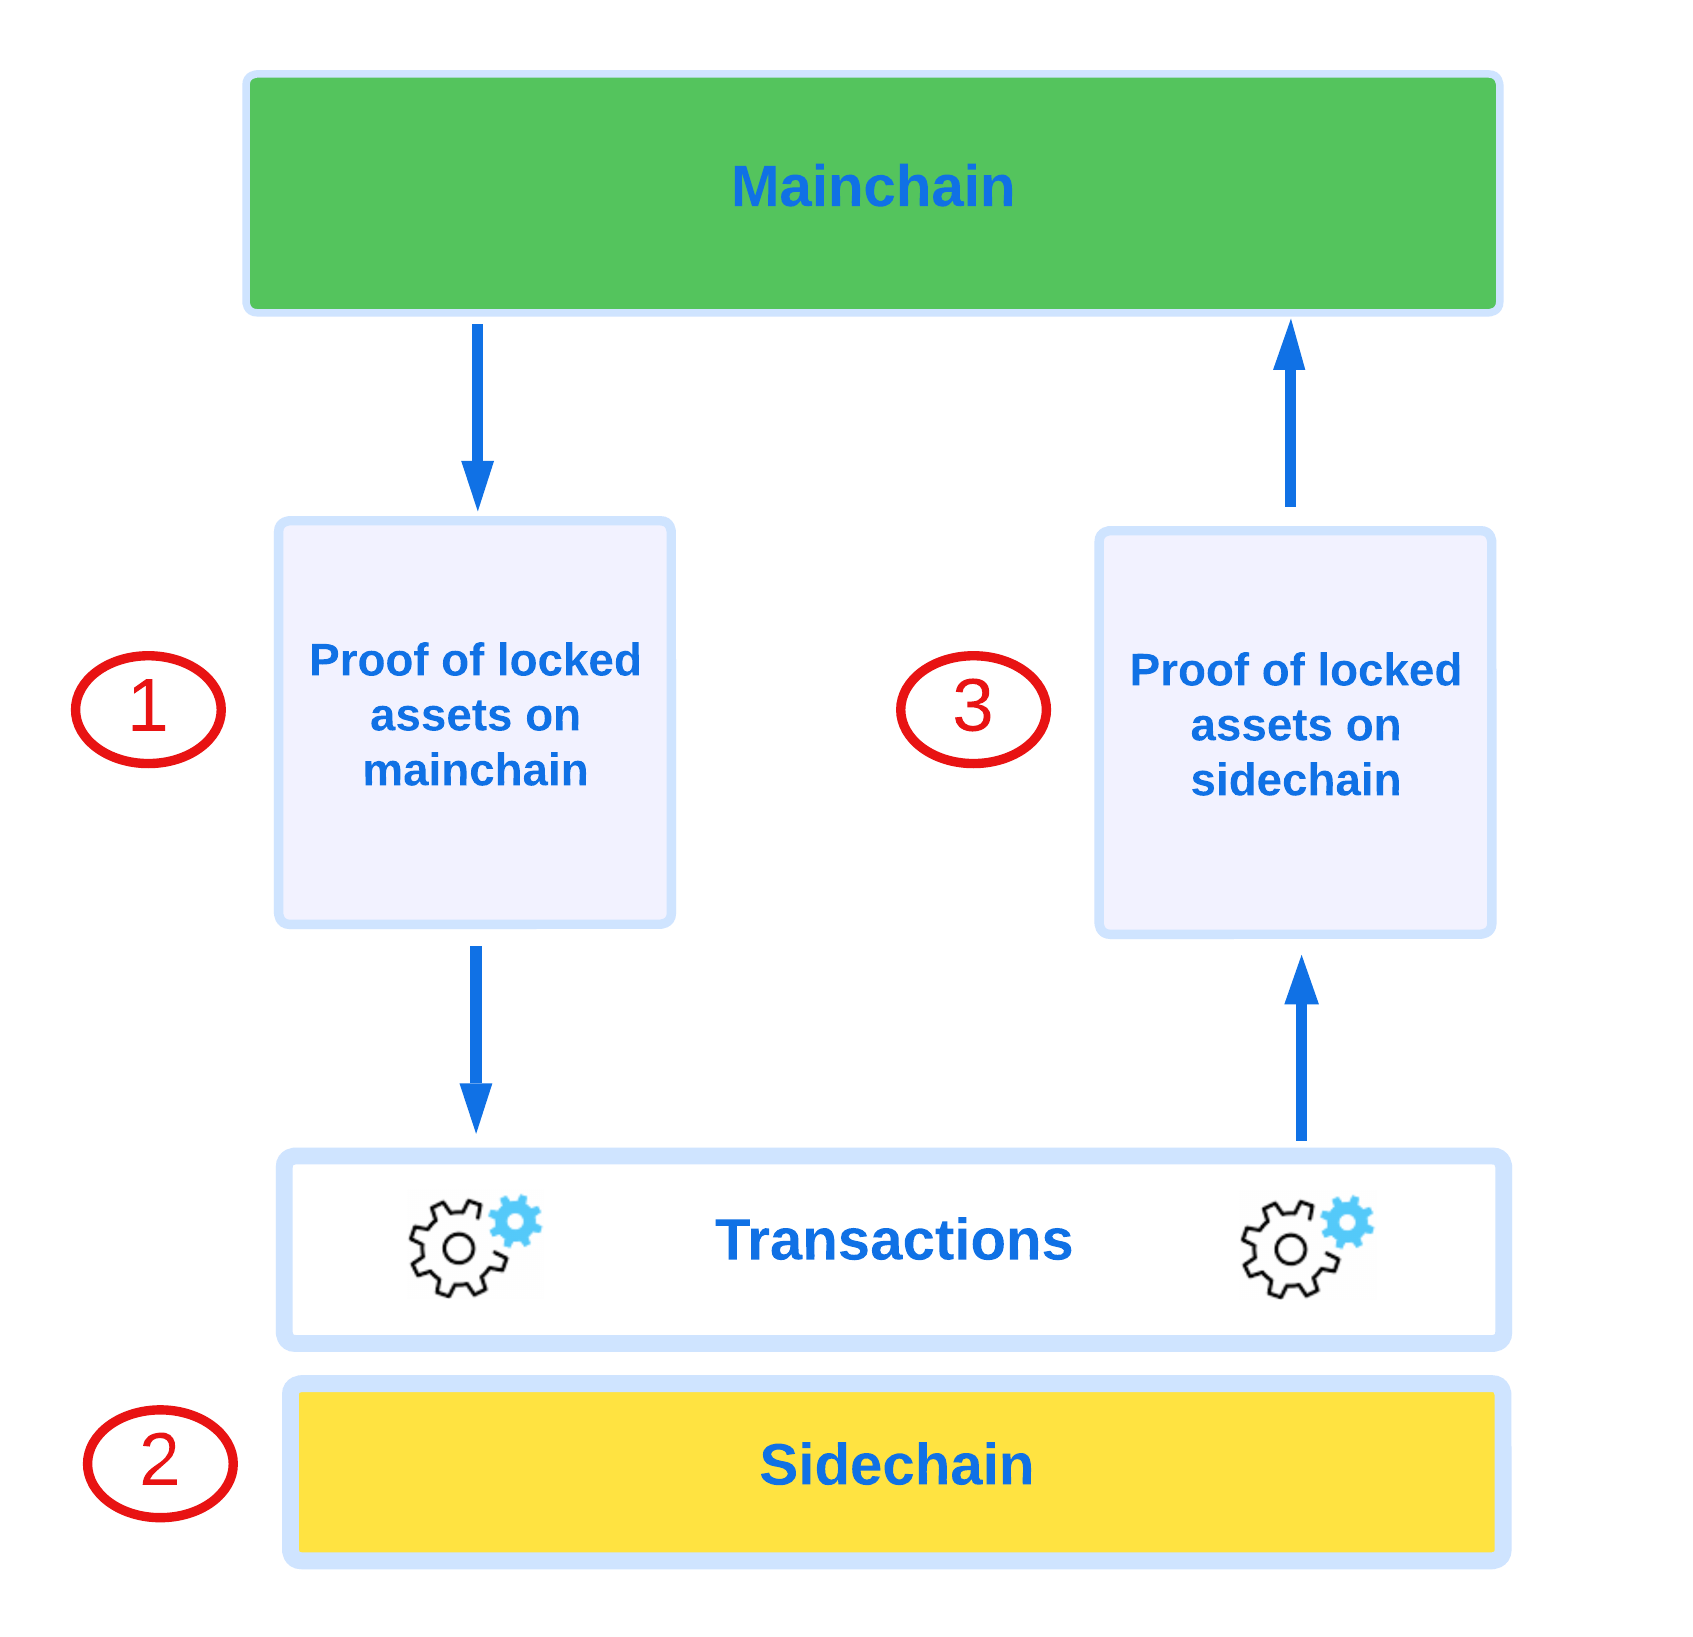 Mainchain
1
Proof of locked
assets on
mainchain
3
Proof of locked
assets on
sidechain
Transactions
2
Sidechain